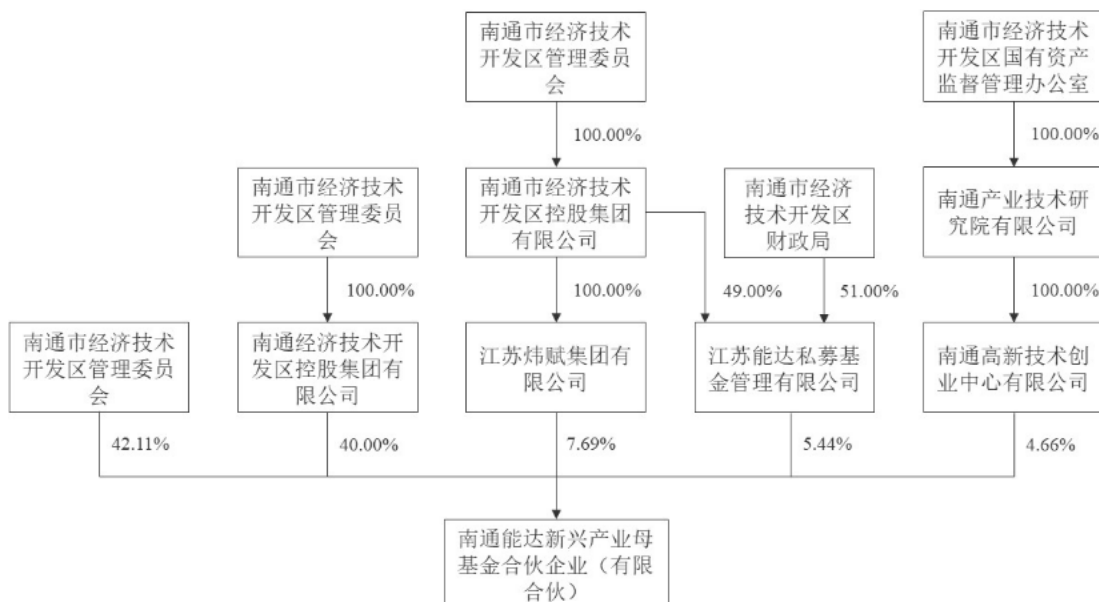 南通市经济技术
开发区管理委员
会
南通市经济技术
开发区国有资产
监督管理办公室
100.00%
100.00%
南通市经济技术
开发区管理委员
会
南通市经济技术
开发区控股集团
有限公司
南通市经济
技术开发区
财政局
南通产业技术研
究院有限公司
100.00%
100.00%
49.00%
51.00%
100.00%
南通市经济技术
开发区管理委员
会
南通经济技术开
发区控股集团有
限公司
江苏炜赋集团有
限公司
江苏能达私募基
金管理有限公司
南通高新技术创
业中心有限公司
42.11%
40.00%
7.69%
5.44%
4.66%
南通能达新兴产业母
基金合伙企业（有限
合伙）